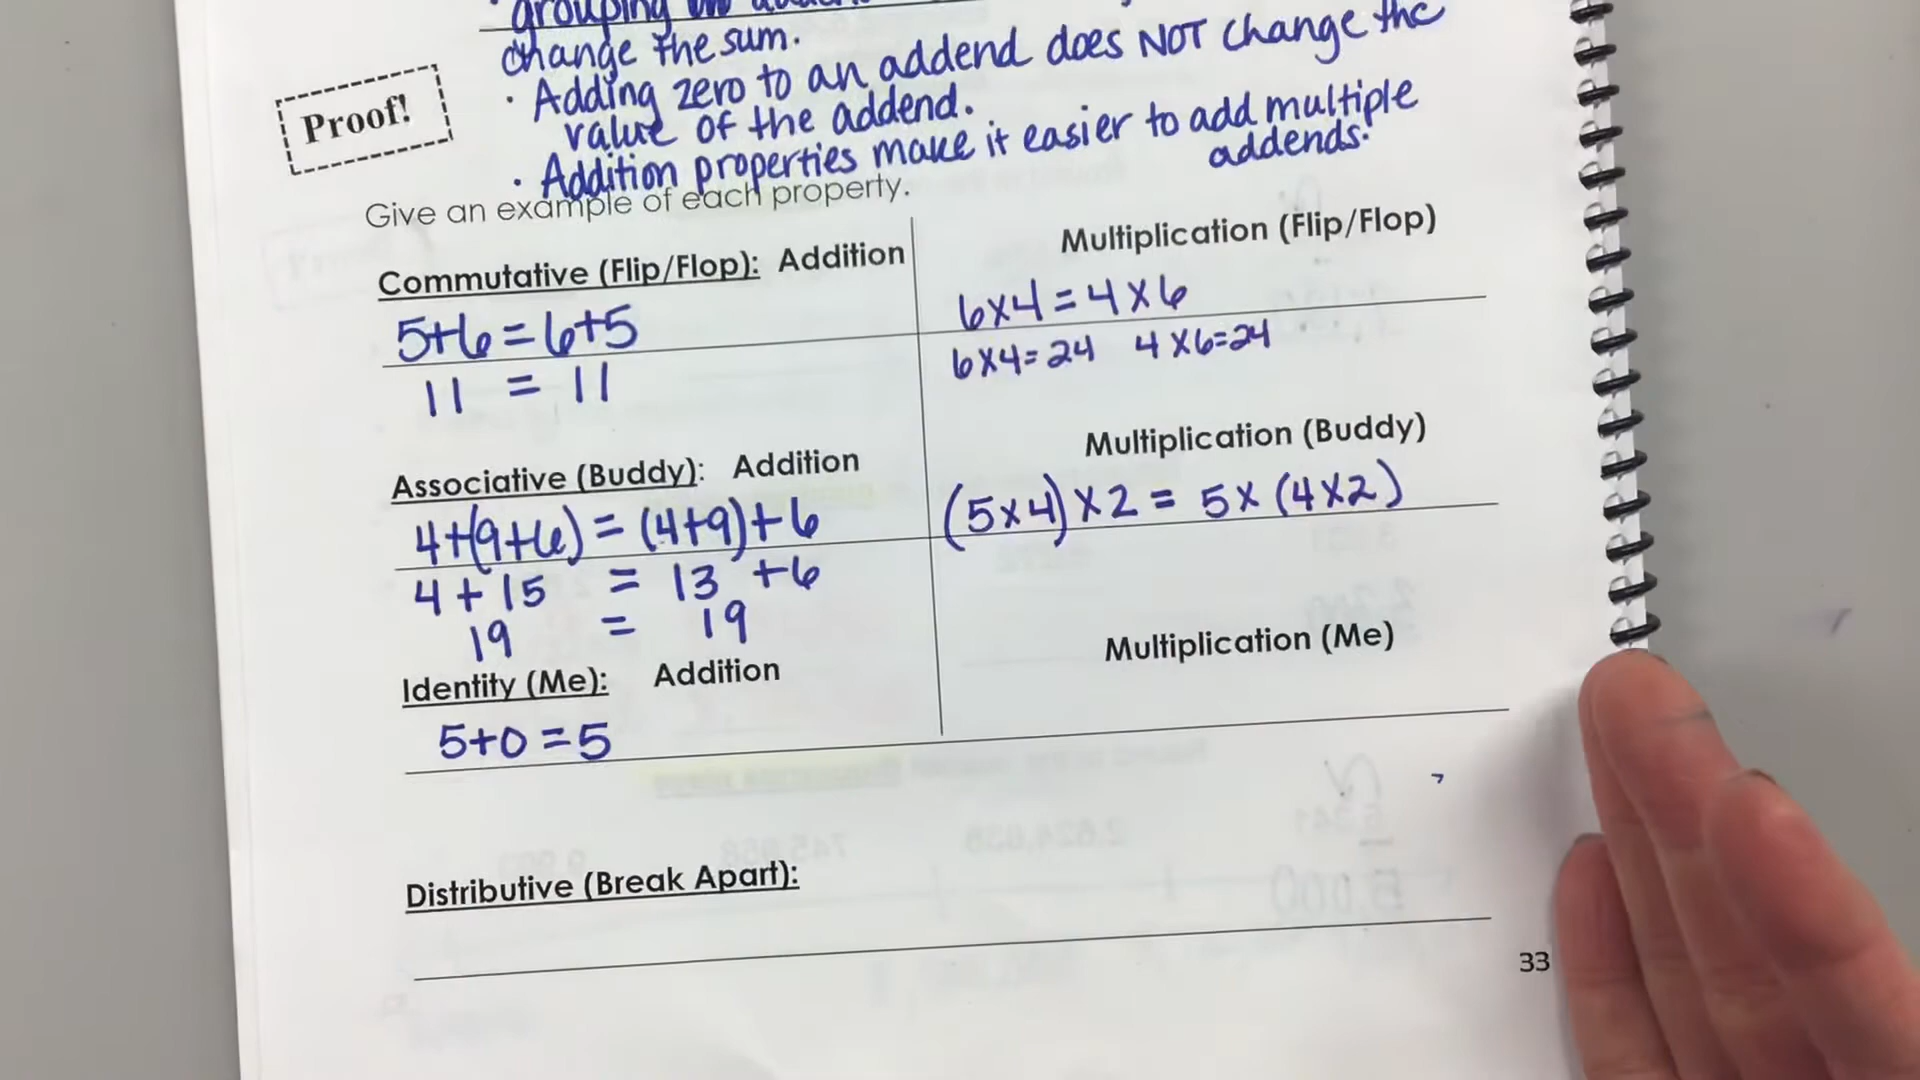 grouping
change the sum.
· Adding zero to an addend does NOT change the
value of the addend.
· Addition properties make it easier to add multiple
addends.
Proof!
Give an example of each property.
Commutative (Flip/Flop): Addition
5+6=6+5
11 = 11
Multiplication (Flip/Flop)
6x4=4x6
6x4=24 4x6=24
Associative (Buddy): Addition
4+(9+6)=(4+9)+6
4+15 = 13 +6
19 = 19
Multiplication (Buddy)
(5x4)x2=5x(4x2)
Identity (Me): Addition
5+0=5
Multiplication (Me)
Distributive (Break Apart):
33